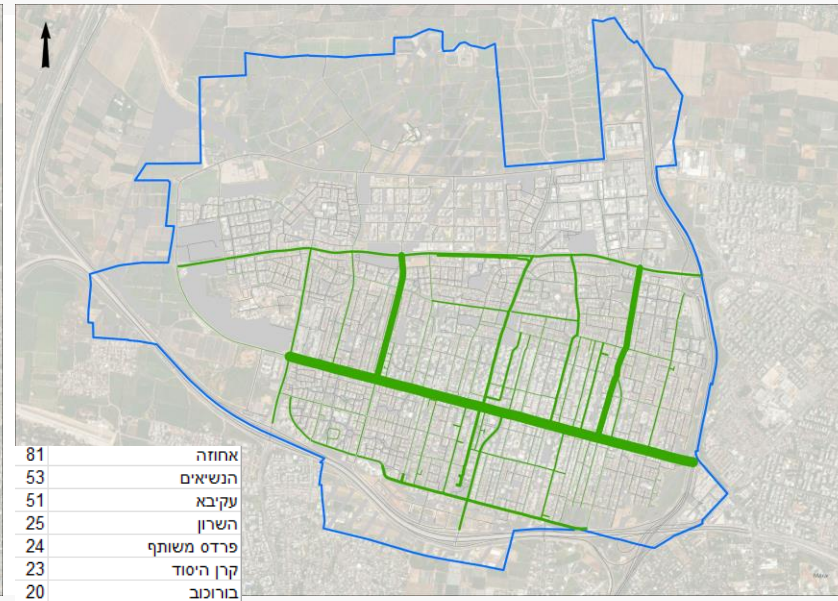 אחוזה 81
הנשיאים 53
עקיבא 51
השרון 25
פרדס משותף 24
קרן היסוד 23
בורוכוב 20